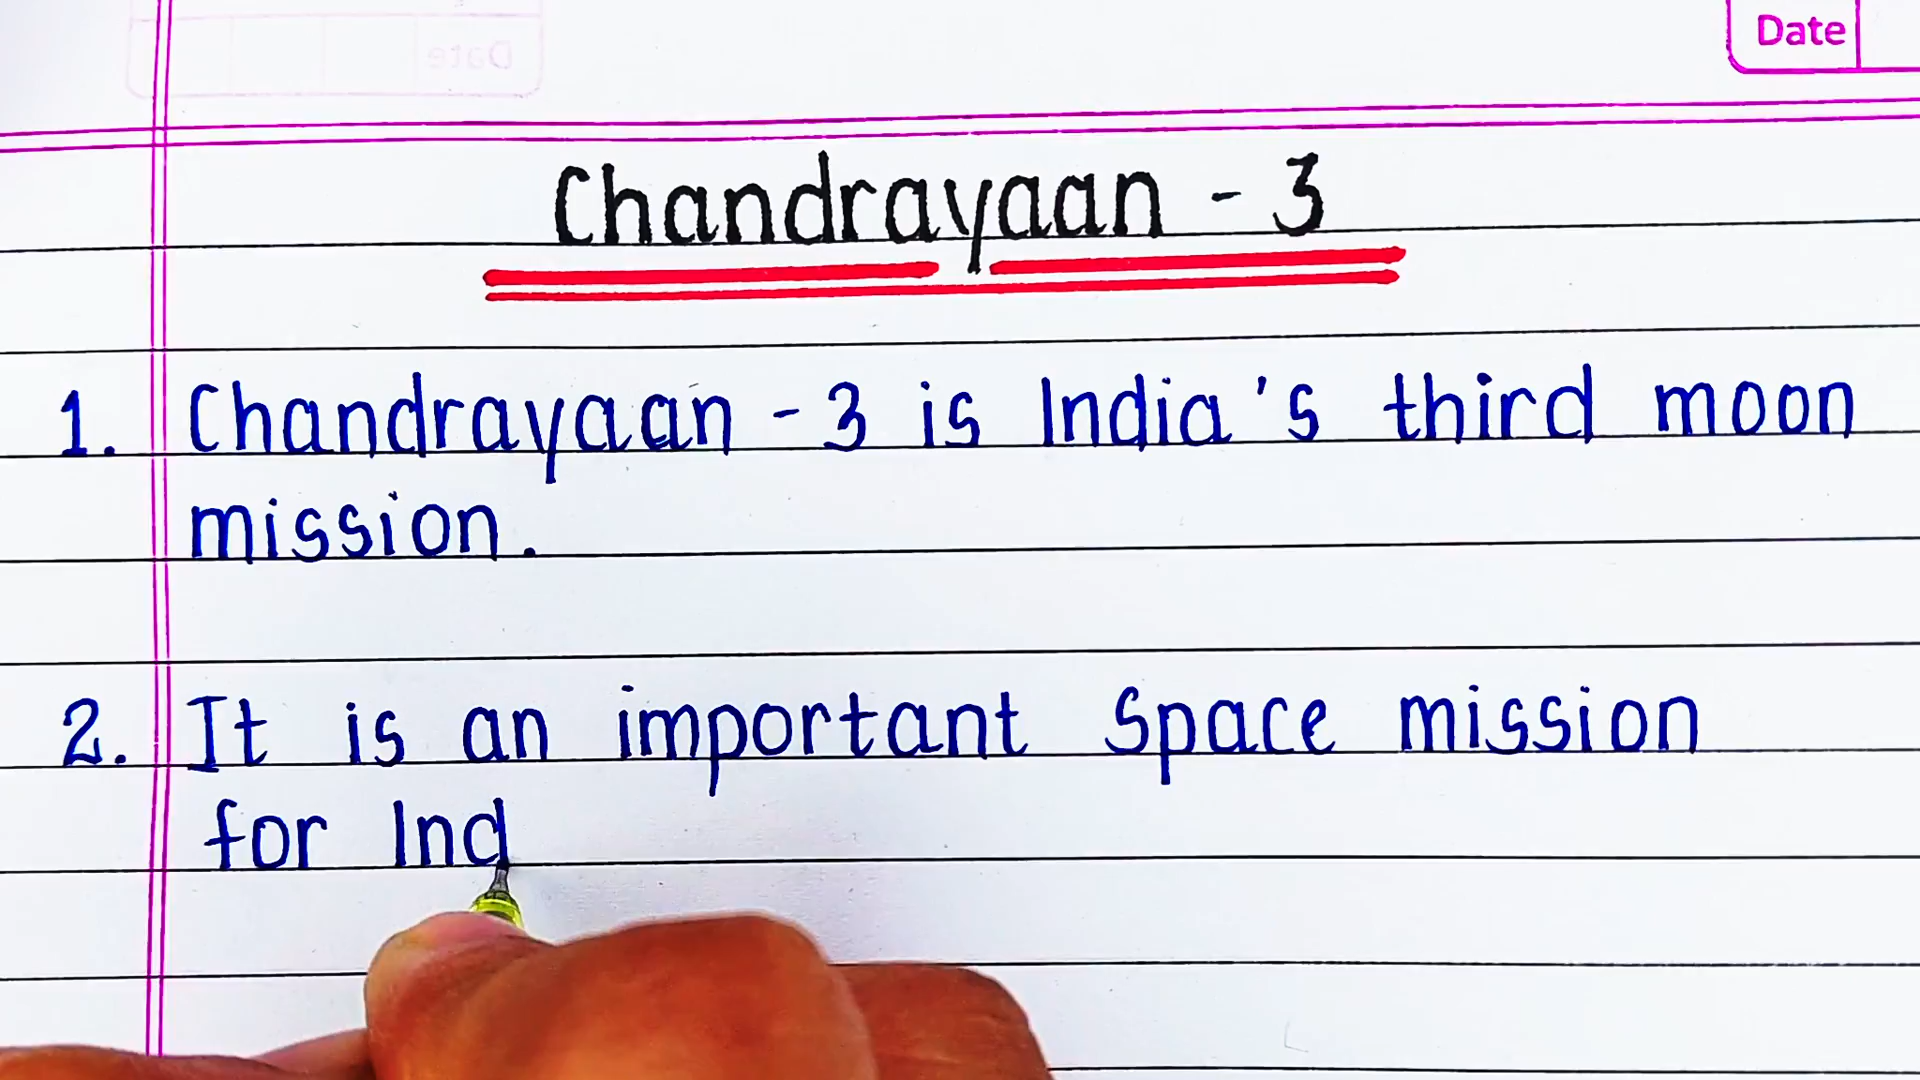 Date
Chandrayaan - 3
1. Chandrayaan - 3 is India's third moon
mission.
2. It is an important Space mission
for Ind